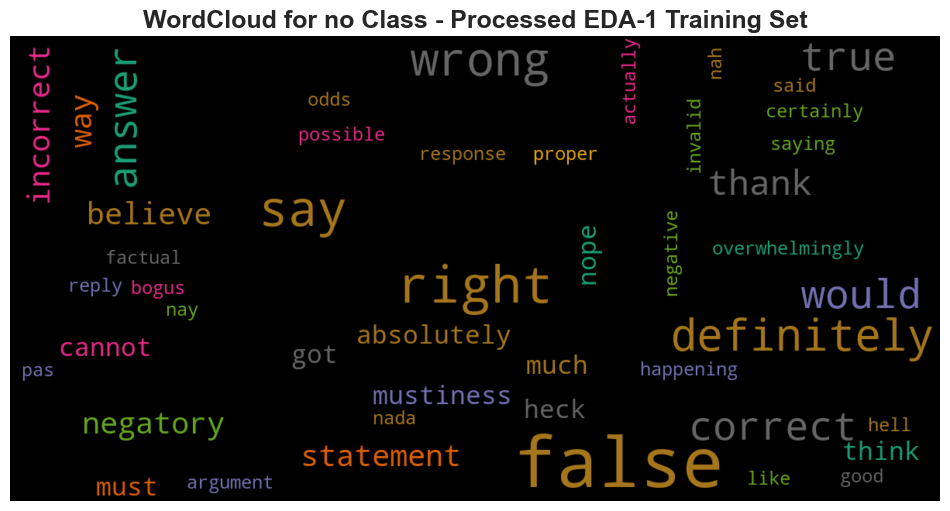 WordCloud for no Class - Processed EDA-1 Training Set
incorrect
way
answer
wrong
true
actually
nah
said
odds
certainly
possible
invalid
response
proper
saying
thank
believe
say
nope
negative
overwhelmingly
factual
reply
bogus
nay
right
would
definitely
absolutely
cannot
got
much
happening
pas
mustiness
nada
heck
negatory
correct
hell
statement
false
think
must
argument
like
good